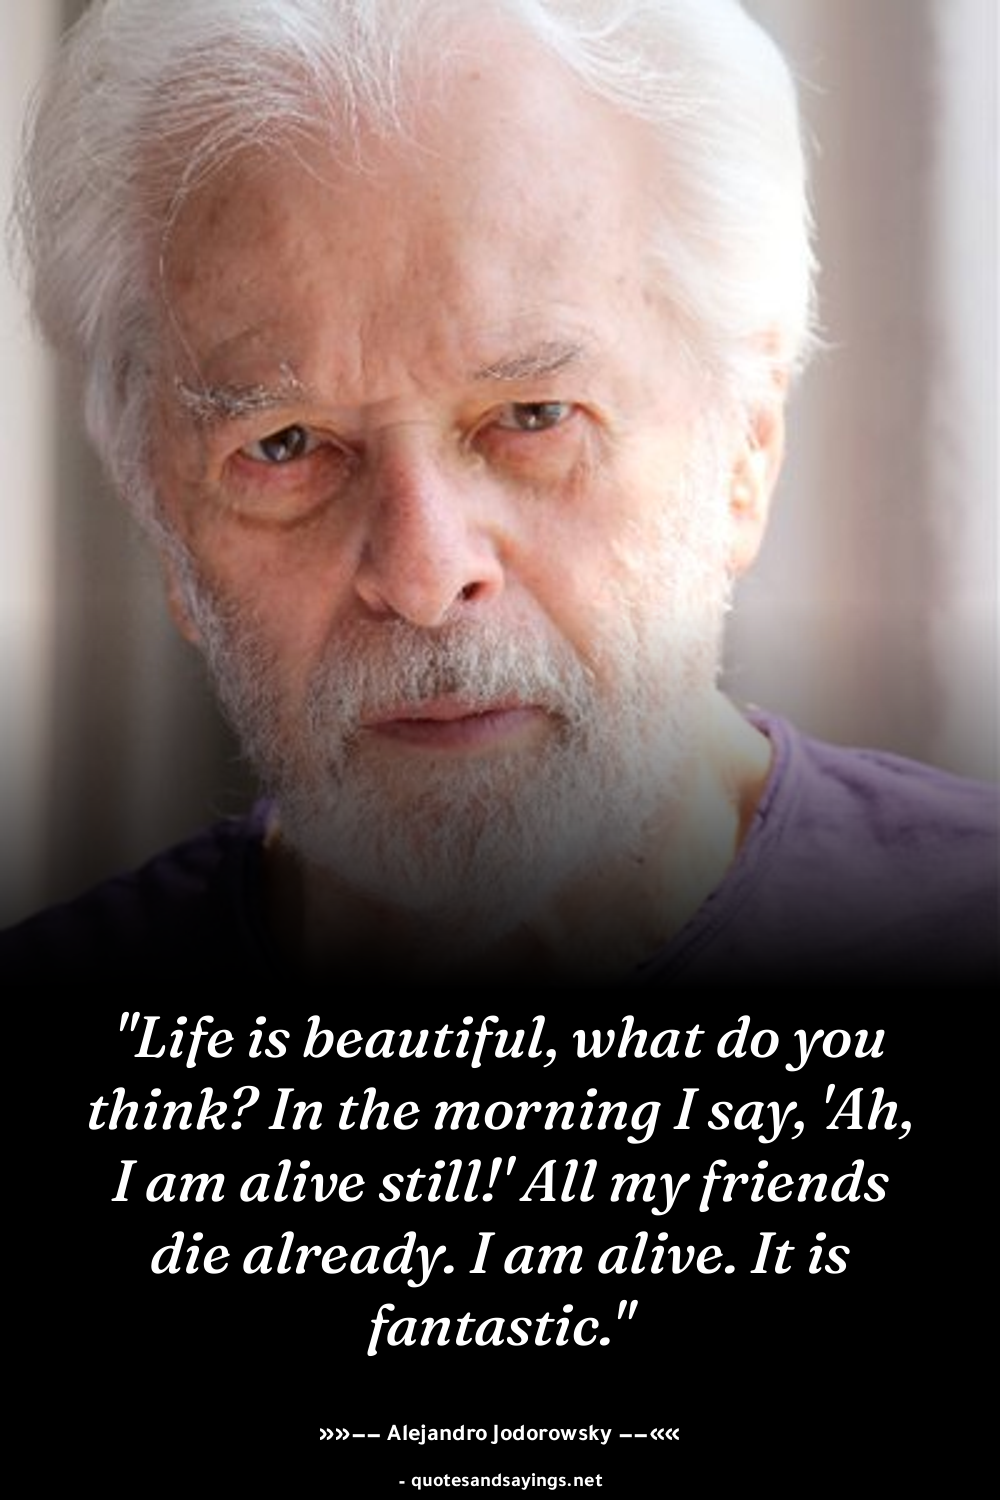 "Life is beautiful, what do you
think? In the morning I say, 'Ah,
I am alive still!' All my friends
die already. I am alive. It is
fantastic."
»»−− Alejandro Jodorowsky −−««
- quotesandsayings.net